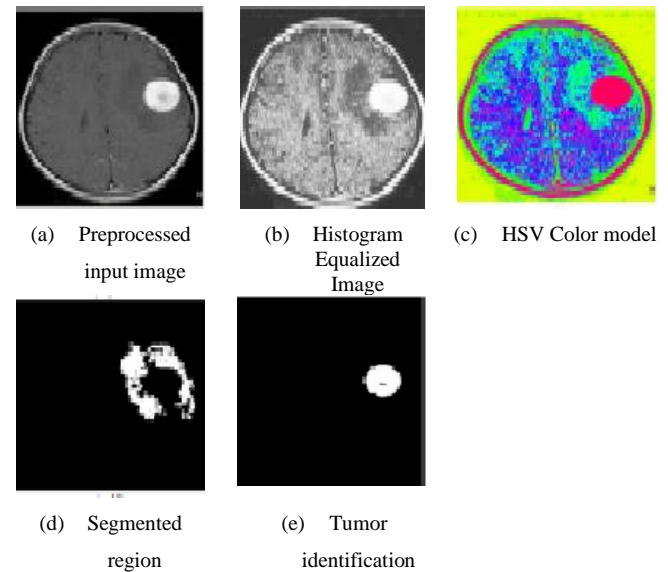 (a) Preprocessed
input image
(b) Histogram
Equalized
Image
(c) HSV Color model
(d) Segmented
region
(e) Tumor
identification